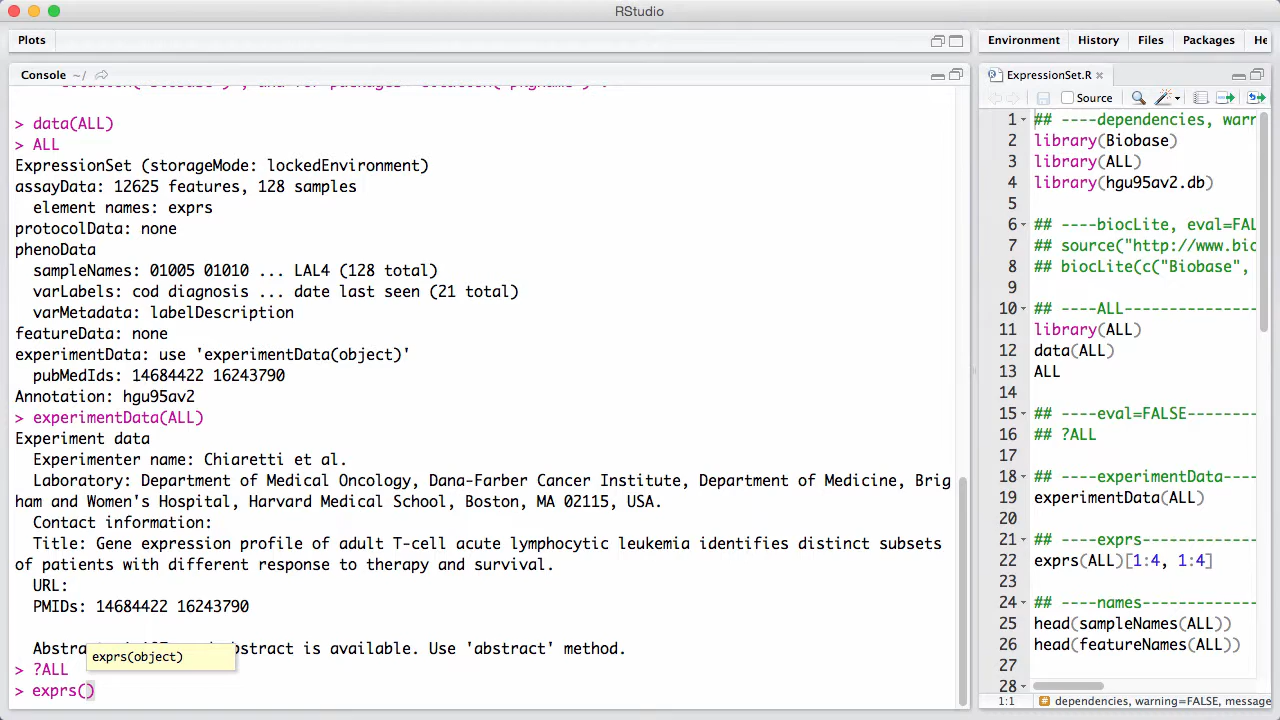 RStudio
Plots
Console ~/
> data(ALL)
> ALL
ExpressionSet (storageMode: lockedEnvironment)
assayData: 12625 features, 128 samples
element names: exprs
protocolData: none
phenoData
sampleNames: 01005 01010 ... LAL4 (128 total)
varLabels: cod diagnosis ... date last seen (21 total)
varMetadata: labelDescription
featureData: none
experimentData: use 'experimentData(object)'
pubMedIds: 14684422 16243790
Annotation: hgu95av2
> experimentData(ALL)
Experiment data
Experimenter name: Chiaretti et al.
Laboratory: Department of Medical Oncology, Dana-Farber Cancer Institute, Department of Medicine, Brig
ham and Women's Hospital, Harvard Medical School, Boston, MA 02115, USA.
Contact information:
Title: Gene expression profile of adult T-cell acute lymphocytic leukemia identifies distinct subsets
of patients with different response to therapy and survival.
URL:
PMIDs: 14684422 16243790
Abstra
bstract is available. Use 'abstract' method.
exprs(object)
> ?ALL
> exprs()
Environment History Files Packages He
ExpressionSet.R
Source
1 ## ----dependencies, warr
2 library(Biobase)
3 library(ALL)
4 library(hgu95av2.db)
5
6 ## ----biocLite, eval=FAL
7 ## source("http://www.bio
8 ## biocLite(c("Biobase",
9
10 ## ----ALL---------------
11 library(ALL)
12 data(ALL)
13 ALL
14
15 ## ----eval=FALSE--------
16 ## ?ALL
17
18 ## ----experimentData----
19 experimentData(ALL)
20
21 ## ----exprs-------------
22 exprs(ALL)[1:4, 1:4]
23
24 ## ----names-------------
25 head(sampleNames(ALL))
26 head(featureNames(ALL))
27
28
1:1 # dependencies, warning=FALSE, message